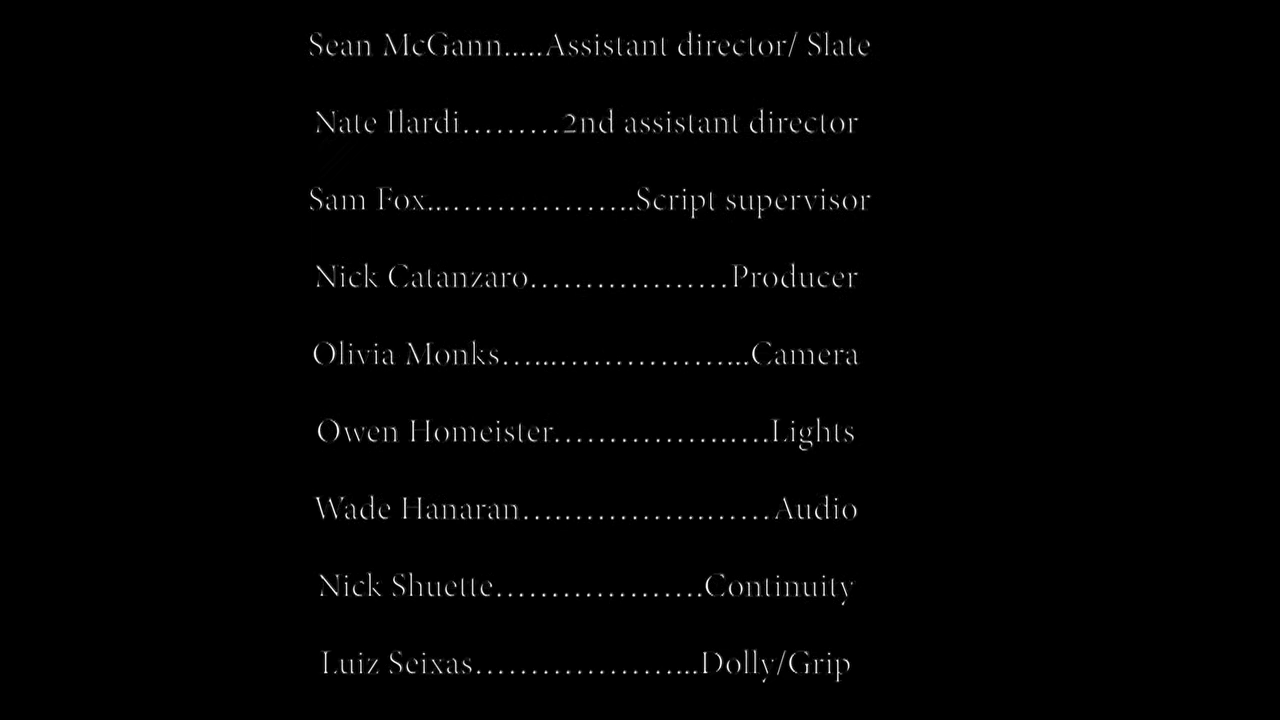 Sean McGann.....Assistant director/ Slate
Nate Ilardi………2nd assistant director
Sam Fox...……………..Script supervisor
Nick Catanzaro………………Producer
Olivia Monks…...……………...Camera
Owen Homeister…………….….Lights
Wade Hanaran….………….……Audio
Nick Shuette……………….Continuity
Luiz Seixas………………...Dolly/Grip